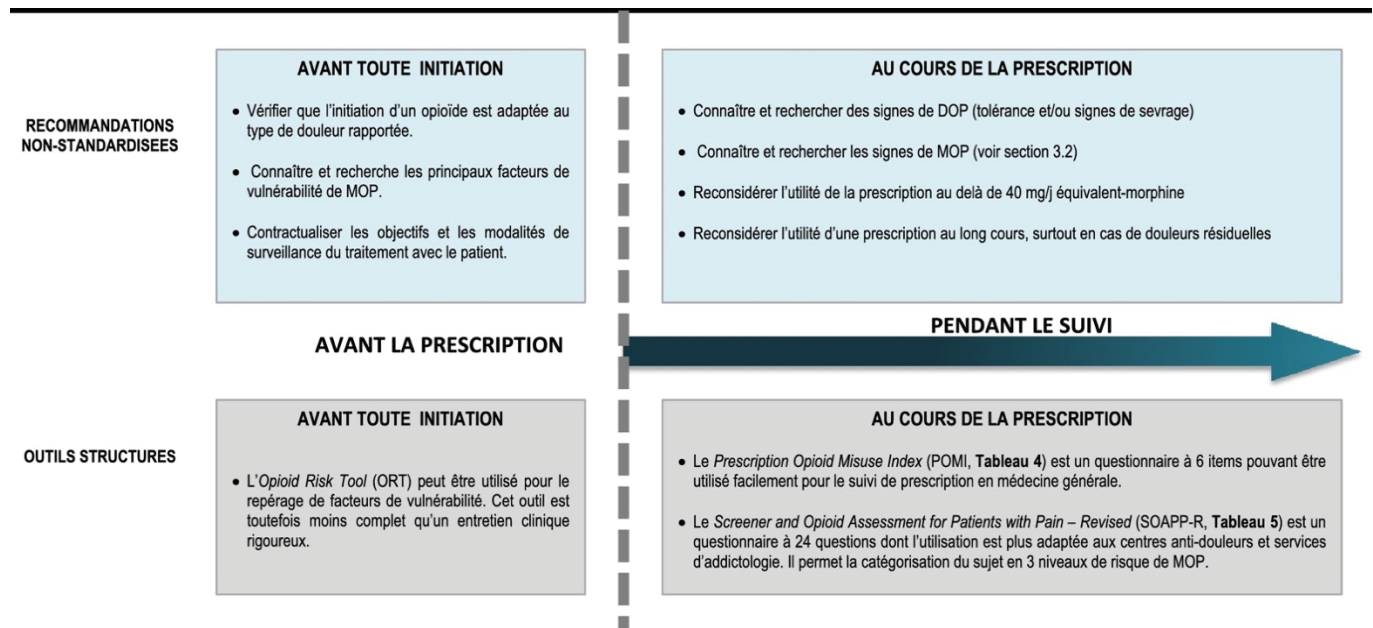 RECOMMANDATIONS
NON-STANDARDISEES
AVANT TOUTE INITIATION
• Vérifier que l'initiation d'un opioïde est adaptée au
type de douleur rapportée.
• Connaître et recherche les principaux facteurs de
vulnérabilité de MOP.
• Contractualiser les objectifs et les modalités de
surveillance du traitement avec le patient.
AU COURS DE LA PRESCRIPTION
• Connaître et rechercher des signes de DOP (tolérance et/ou signes de sevrage)
• Connaître et rechercher les signes de MOP (voir section 3.2)
• Reconsidérer l'utilité de la prescription au delà de 40 mg/j équivalent-morphine
• Reconsidérer l'utilité d'une prescription au long cours, surtout en cas de douleurs résiduelles
AVANT LA PRESCRIPTION
PENDANT LE SUIVI
OUTILS STRUCTURES
AVANT TOUTE INITIATION
• L'Opioid Risk Tool (ORT) peut être utilisé pour le
repérage de facteurs de vulnérabilité. Cet outil est
toutefois moins complet qu'un entretien clinique
rigoureux.
AU COURS DE LA PRESCRIPTION
• Le Prescription Opioid Misuse Index (POMI, Tableau 4) est un questionnaire à 6 items pouvant être
utilisé facilement pour le suivi de prescription en médecine générale.
• Le Screener and Opioid Assessment for Patients with Pain – Revised (SOAPP-R, Tableau 5) est un
questionnaire à 24 questions dont l'utilisation est plus adaptée aux centres anti-douleurs et services
d'addictologie. Il permet la catégorisation du sujet en 3 niveaux de risque de MOP.